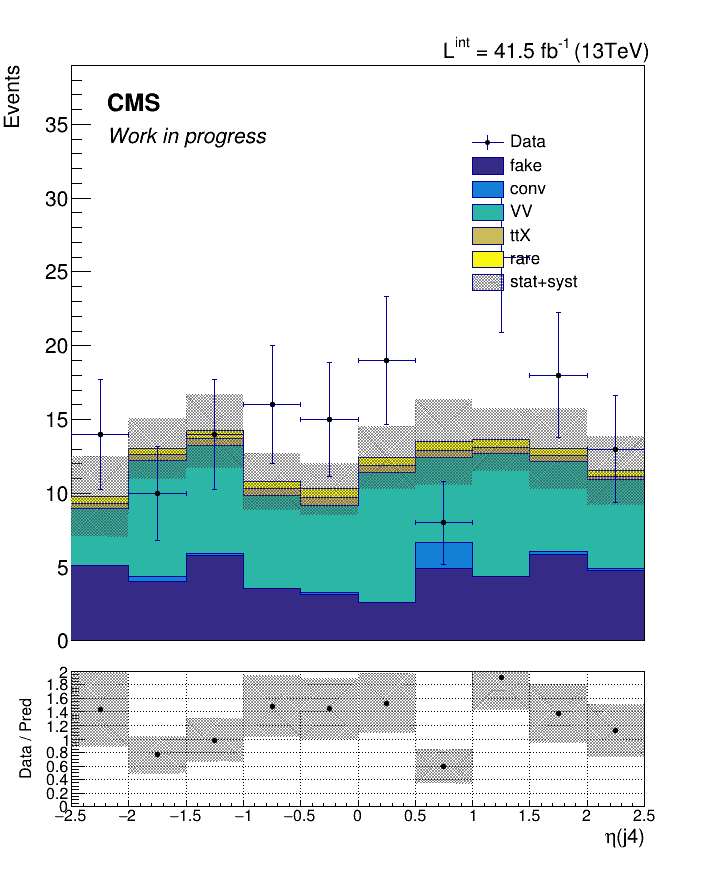 L^int = 41.5 fb^-1 (13TeV)
Events
CMS
Work in progress
Data
fake
conv
VV
ttX
rare
stat+syst
35
30
25
20
15
10
5
0
Data / Pred
2
1.8
1.6
1.4
1.2
1
0.8
0.6
0.4
0.2
0
−2.5 −2 −1.5 −1 −0.5 0 0.5 1 1.5 2 2.5
η(j4)